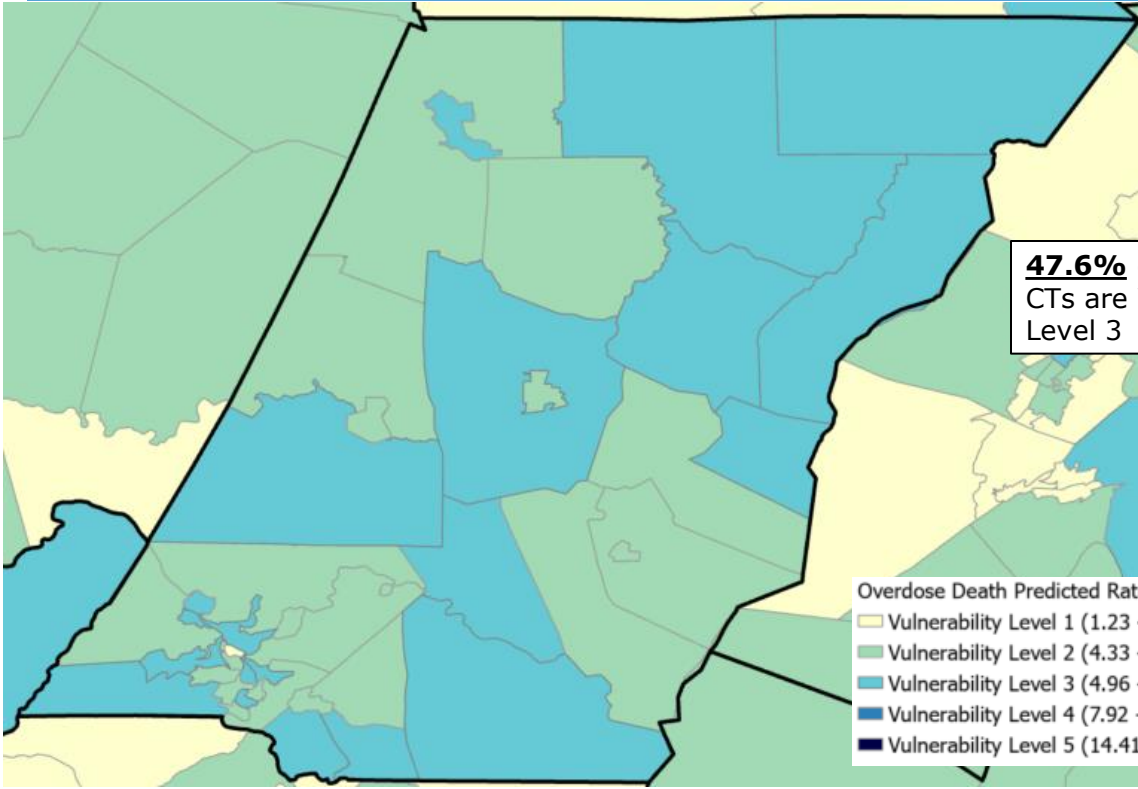 47.6%
CTs are
Level 3
Overdose Death Predicted Rat
Vulnerability Level 1 (1.23 -
Vulnerability Level 2 (4.33 -
Vulnerability Level 3 (4.96 -
Vulnerability Level 4 (7.92 -
Vulnerability Level 5 (14.41